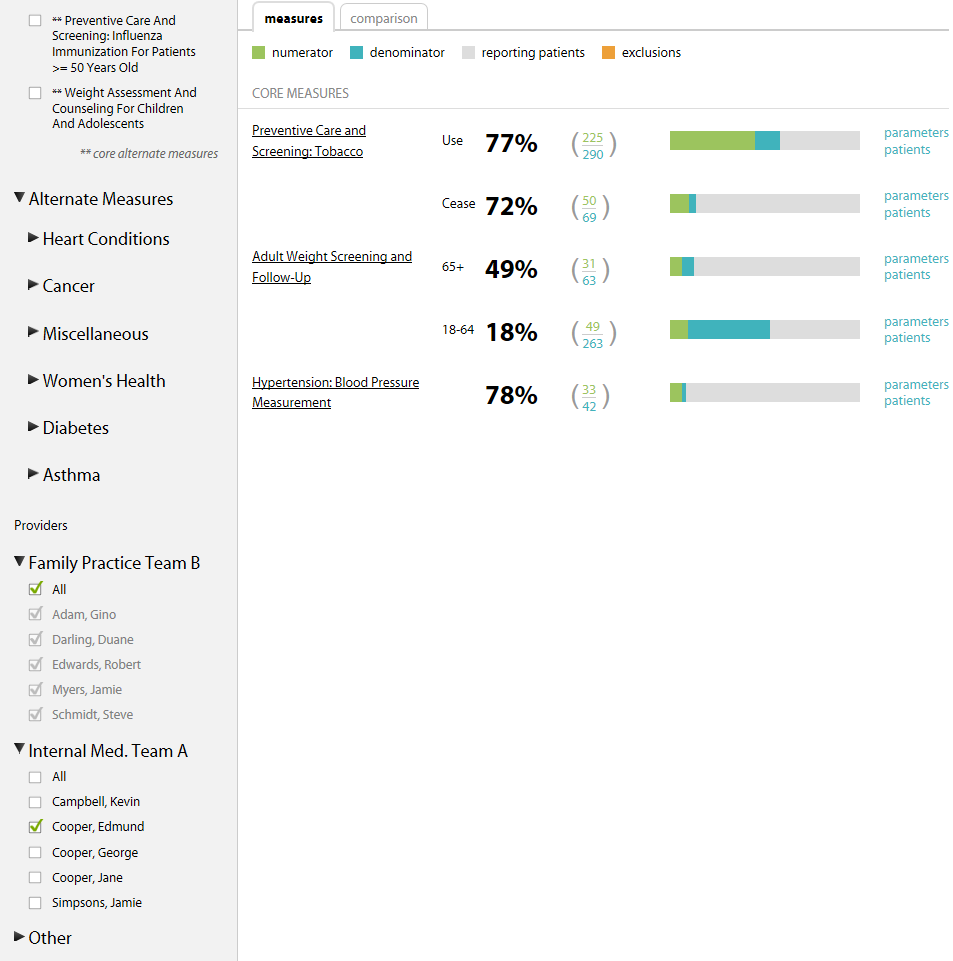 ** Preventive Care And
Screening: Influenza
Immunization For Patients
>= 50 Years Old
** Weight Assessment And
Counseling For Children
And Adolescents
** core alternate measures
Alternate Measures
Heart Conditions
Cancer
Miscellaneous
Women's Health
Diabetes
Asthma
Providers
Family Practice Team B
All
Adam, Gino
Darling, Duane
Edwards, Robert
Myers, Jamie
Schmidt, Steve
Internal Med. Team A
All
Campbell, Kevin
Cooper, Edmund
Cooper, George
Cooper, Jane
Simpsons, Jamie
Other
measures comparison
numerator denominator reporting patients exclusions
CORE MEASURES
Preventive Care and
Screening: Tobacco
Use 77% (225/290)
parameters
patients
Cease 72% (50/69)
parameters
patients
Adult Weight Screening and
Follow-Up
65+ 49% (31/63)
parameters
patients
18-64 18% (49/263)
parameters
patients
Hypertension: Blood Pressure
Measurement
78% (33/42)
parameters
patients